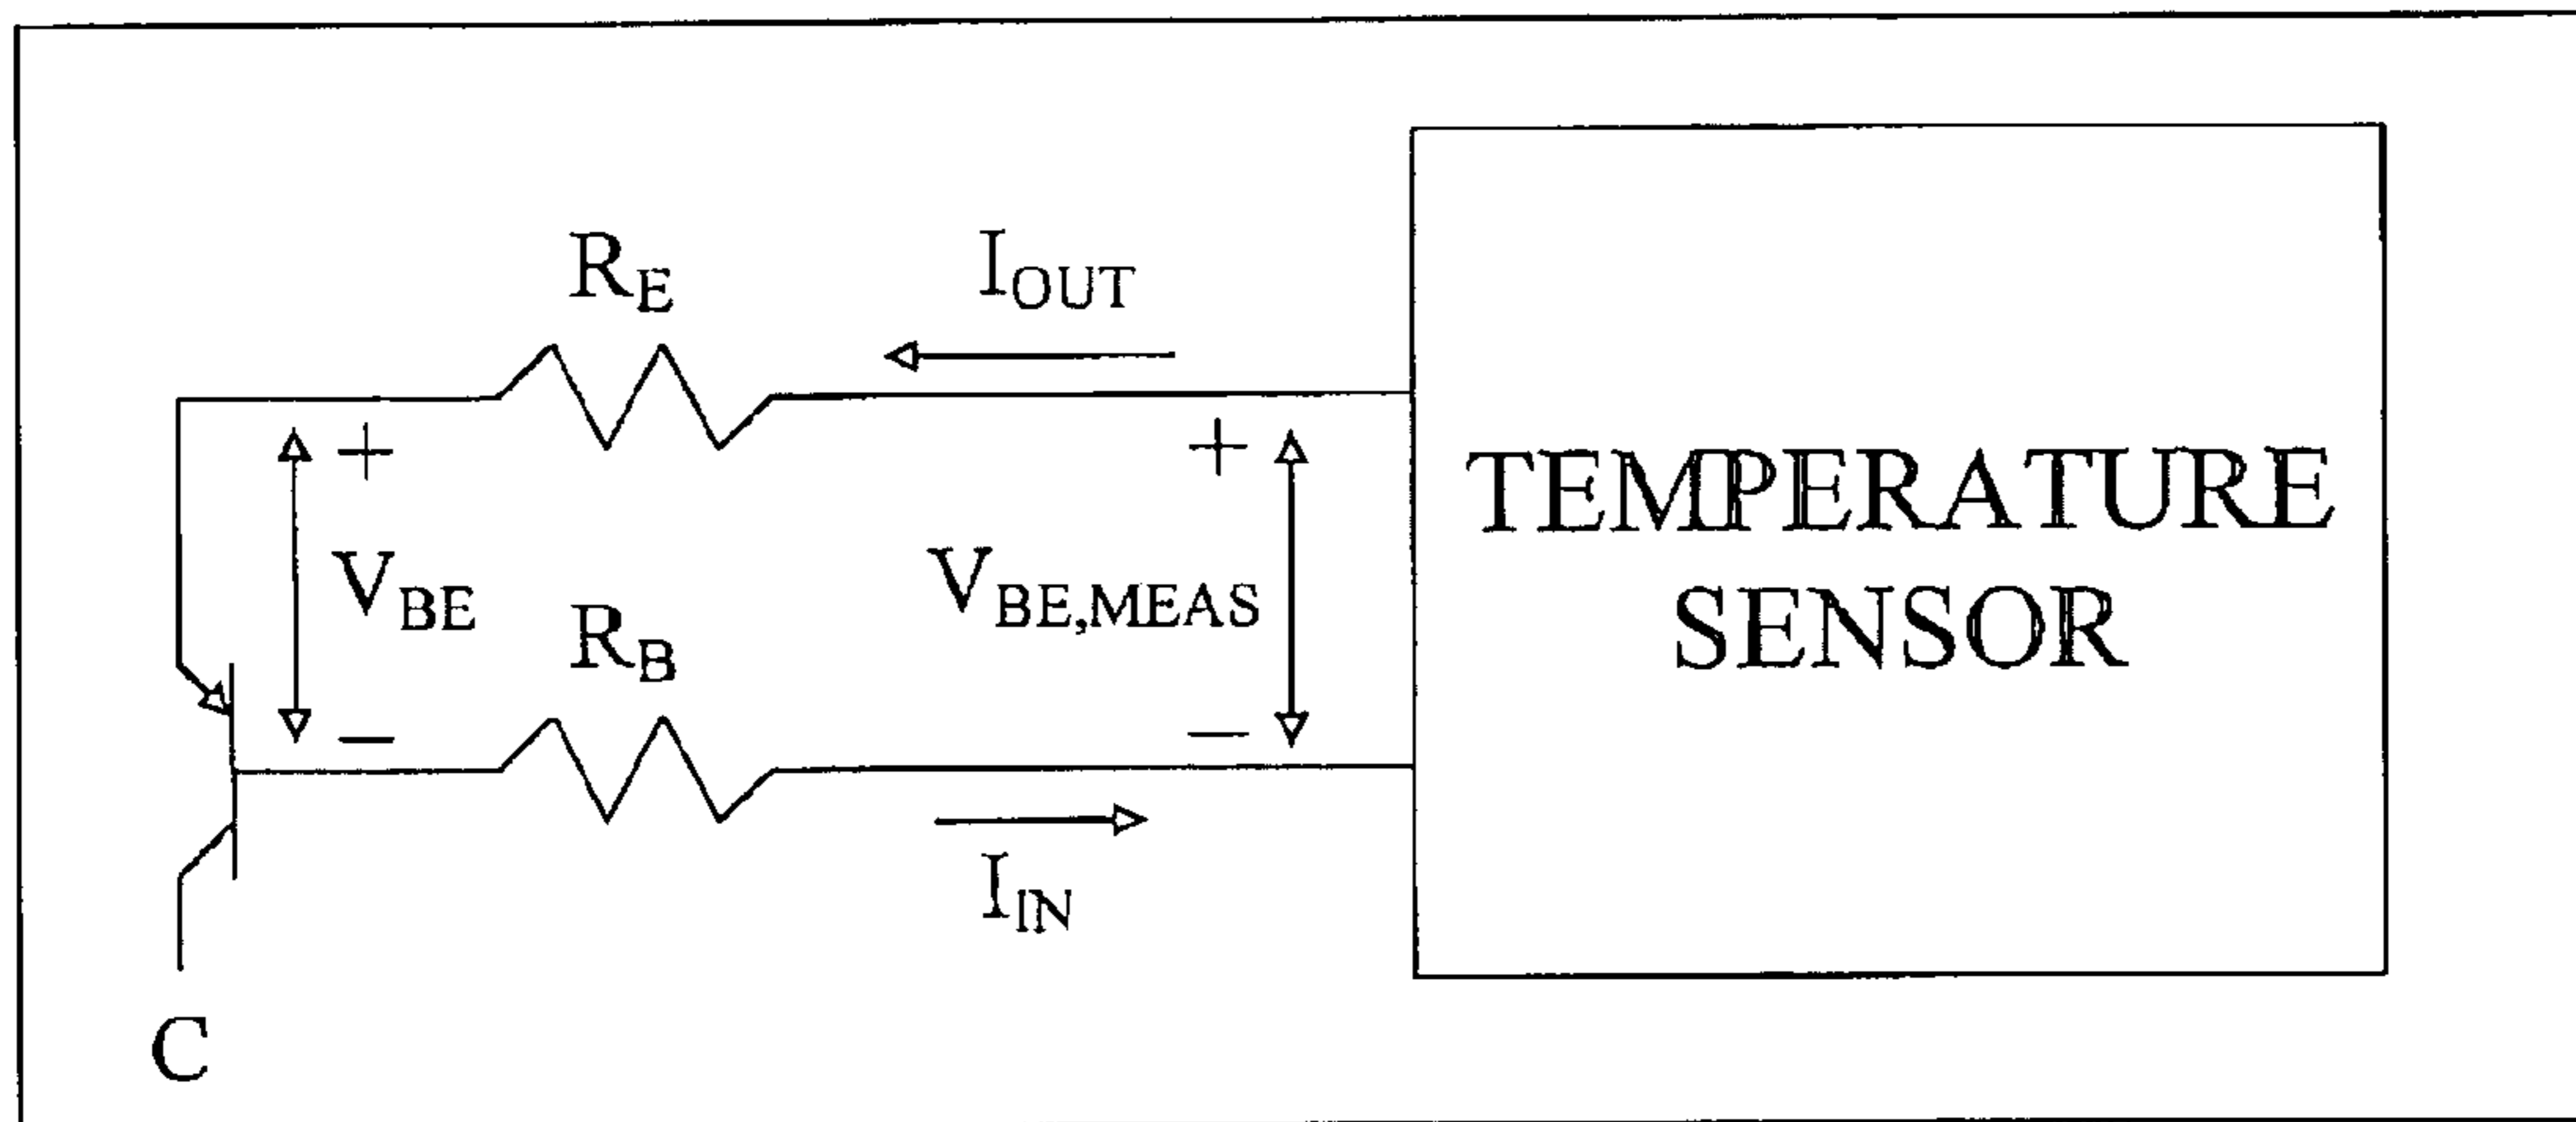 R_E
I_OUT
+
+
V_BE
V_BE,MEAS
TEMPERATURE
SENSOR
R_B
−
−
I_IN
C